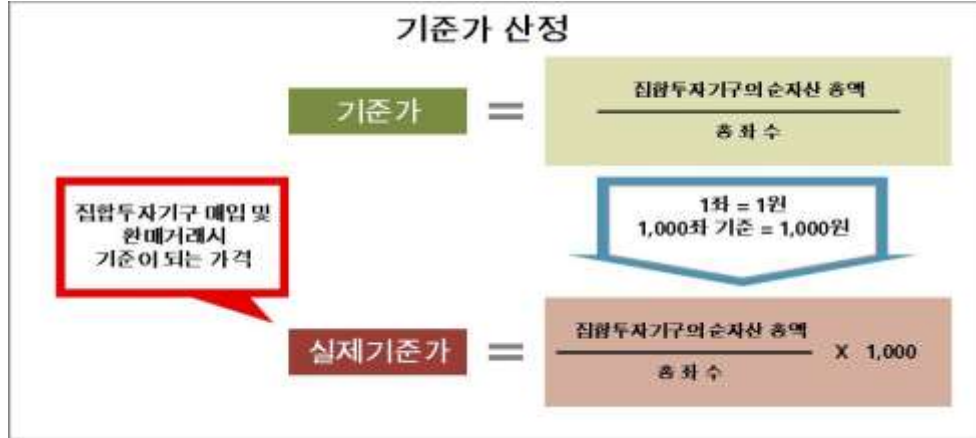 기준가 산정
기준가
=
집합투자기구의 순자산 총액
총 좌 수
집합투자기구 매입 및
환매거래시
기준이 되는 가격
1좌 = 1원
1,000좌 기준 = 1,000원
실제기준가
=
집합투자기구의 순자산 총액
총 좌 수
X 1,000